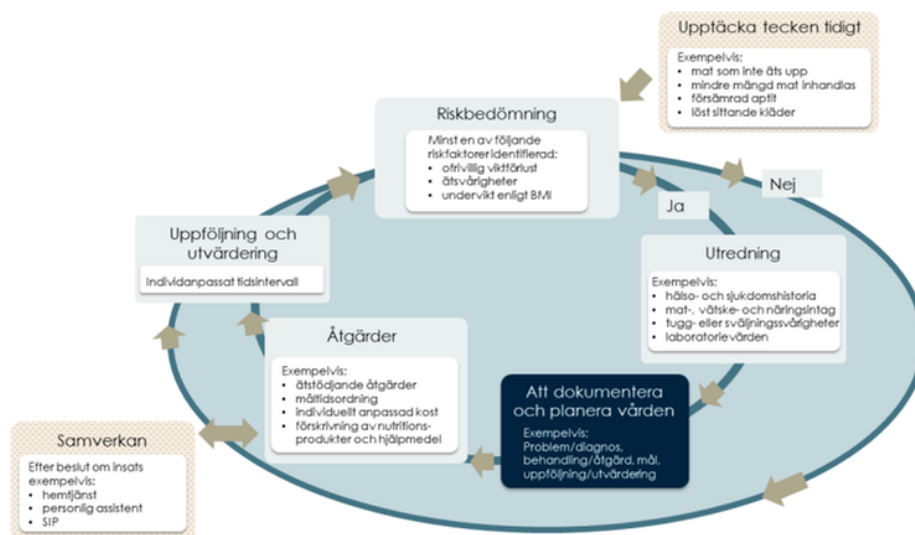 Upptäcka tecken tidigt
Exempelvis:
• mat som inte äts upp
• mindre mängd mat inhandlas
• försämrad aptit
• löst sittande kläder
Riskbedömning
Minst en av följande
riskfaktorer identifierad:
• ofrivillig viktförlust
• ätsvårigheter
• undervikt enligt BMI
Nej
Ja
Utredning
Exempelvis:
• hälso- och sjukdomshistoria
• mat-, vätske- och näringsintag
• tugg- eller sväljningssvårigheter
• laboratorievärden
Att dokumentera
och planera vården
Exempelvis:
Problem/diagnos,
behandling/åtgärd, mål,
uppföljning/utvärdering
Åtgärder
Exempelvis:
• ätstödjande åtgärder
• måltidsordning
• individuellt anpassad kost
• förskrivning av nutritions-
produkter och hjälpmedel
Uppföljning och
utvärdering
Individanpassat tidsintervall
Samverkan
Efter beslut om insats
exempelvis:
• hemtjänst
• personlig assistent
• SIP